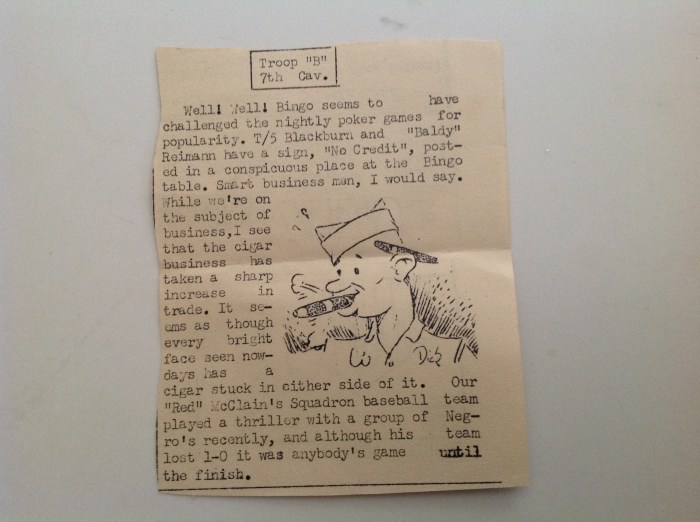 Troop "B"
7th Cav.
Well! Well! Bingo seems to have
challenged the nightly poker games for
popularity. T/5 Blackburn and "Baldy"
Reimann have a sign, "No Credit", post-
ed in a conspicuous place at the Bingo
table. Smart business men, I would say.
While we're on
the subject of
business,I see
that the cigar
business has
taken a sharp
increase in
trade. It se-
ems as though
every bright
face seen now-
days has a
cigar stuck in either side of it. Our
"Red" McClain's Squadron baseball team
played a thriller with a group of Neg-
ro's recently, and although his team
lost 1-0 it was anybody's game until
the finish.